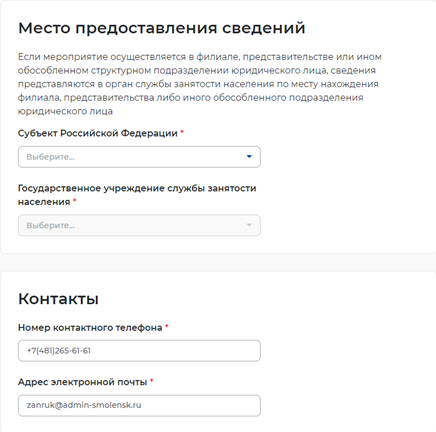 Место предоставления сведений
Если мероприятие осуществляется в филиале, представительстве или ином
обособленном структурном подразделении юридического лица, сведения
представляются в орган службы занятости населения по месту нахождения
филиала, представительства либо иного обособленного подразделения
юридического лица
Субъект Российской Федерации *
Выберите...
Государственное учреждение службы занятости
населения *
Выберите...
Контакты
Номер контактного телефона *
+7(481)265-61-61
Адрес электронной почты *
zanruk@admin-smolensk.ru